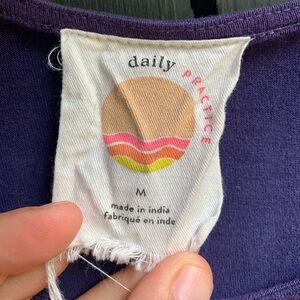 daily
PRACTICE
M
made in india
fabriqué en inde